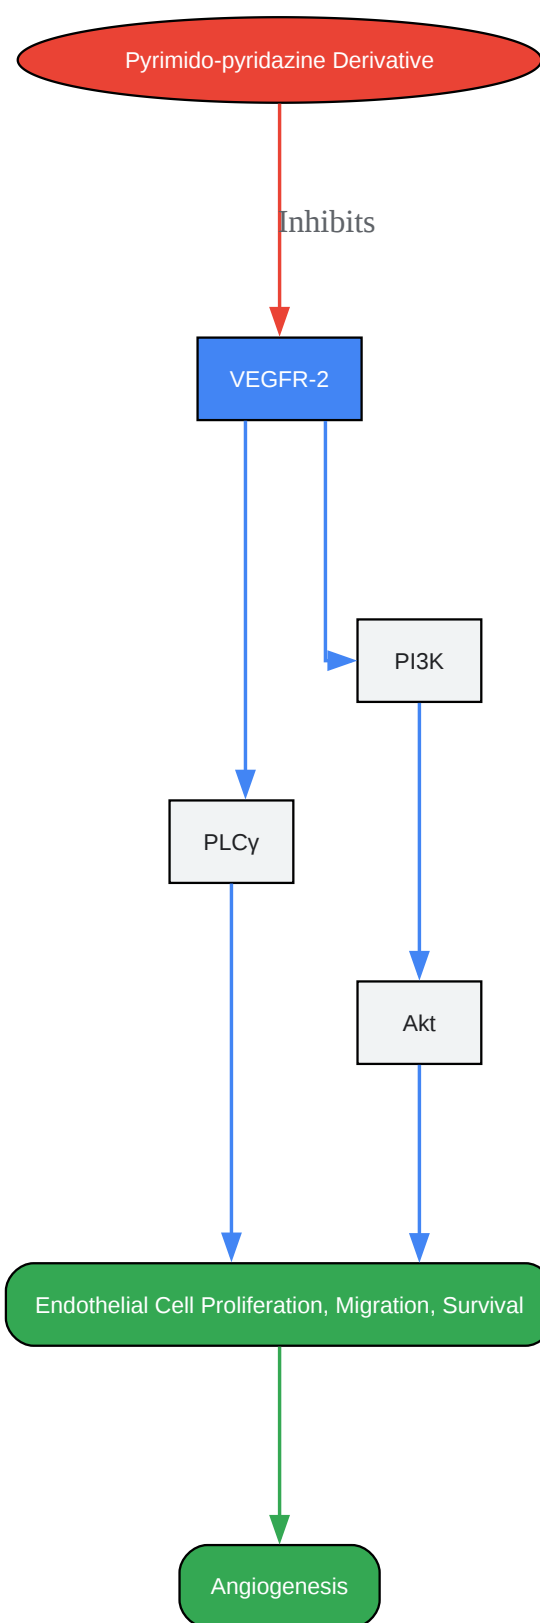 Pyrimido-pyridazine Derivative
Inhibits
VEGFR-2
PI3K
PLCγ
Akt
Endothelial Cell Proliferation, Migration, Survival
Angiogenesis